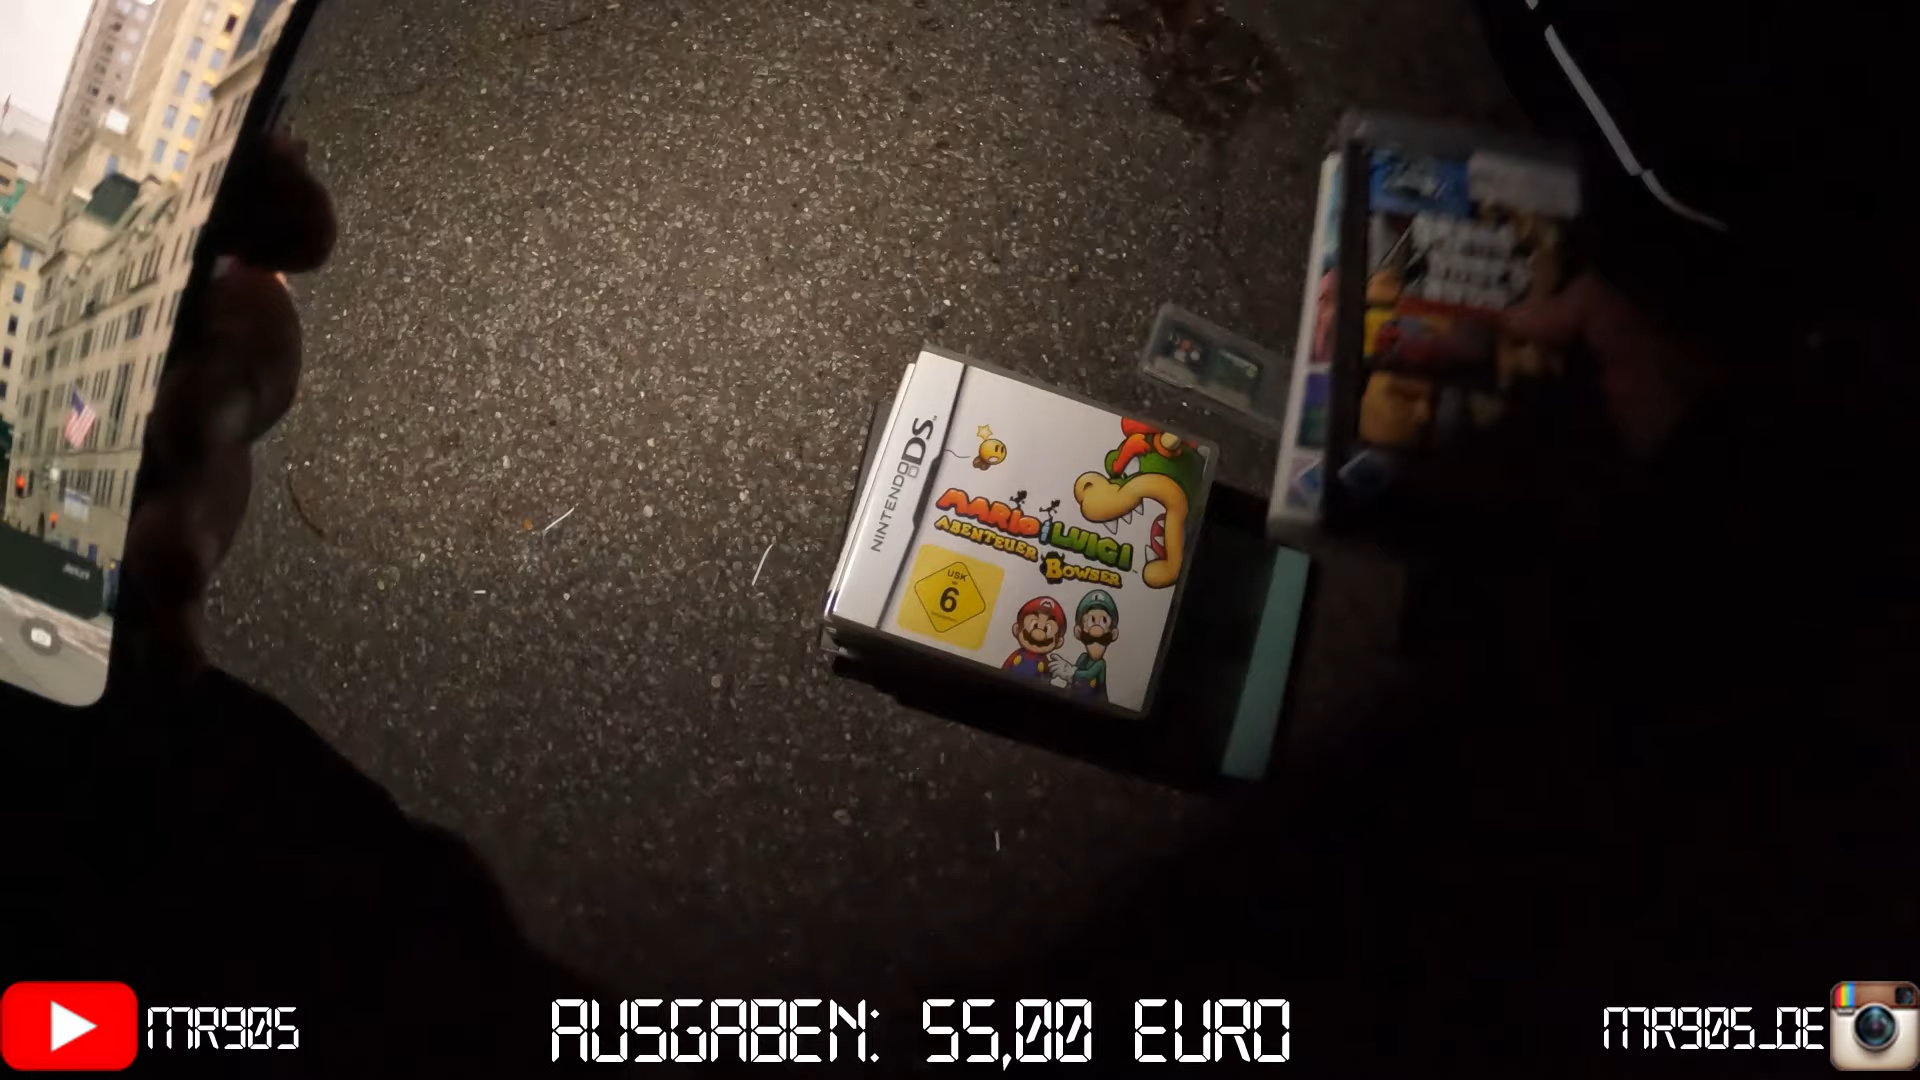 NINTENDO DS
MARIO & LUIGI
ABENTEUER BOWSER
USK
6
MR905
AUSGABEN: 55,00 EURO
MR905_DE